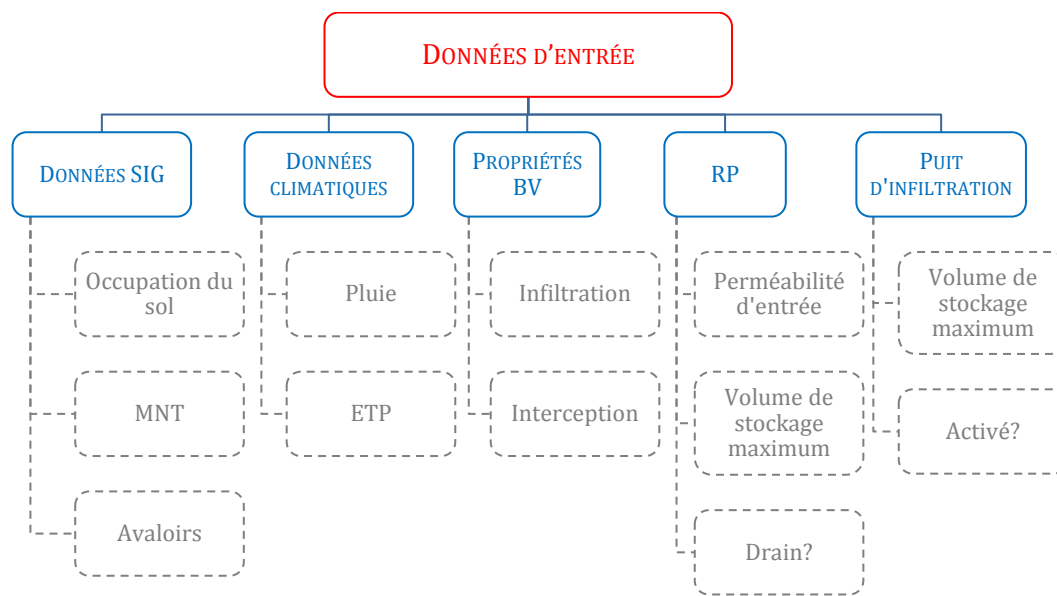 DONNÉES D'ENTRÉE
DONNÉES SIG
Occupation du
sol
MNT
Avaloirs
DONNÉES
CLIMATIQUES
Pluie
ETP
PROPRIÉTÉS
BV
Infiltration
Interception
RP
Perméabilité
d'entrée
Volume de
stockage
maximum
Drain?
PUIT
D'INFILTRATION
Volume de
stockage
maximum
Activé?